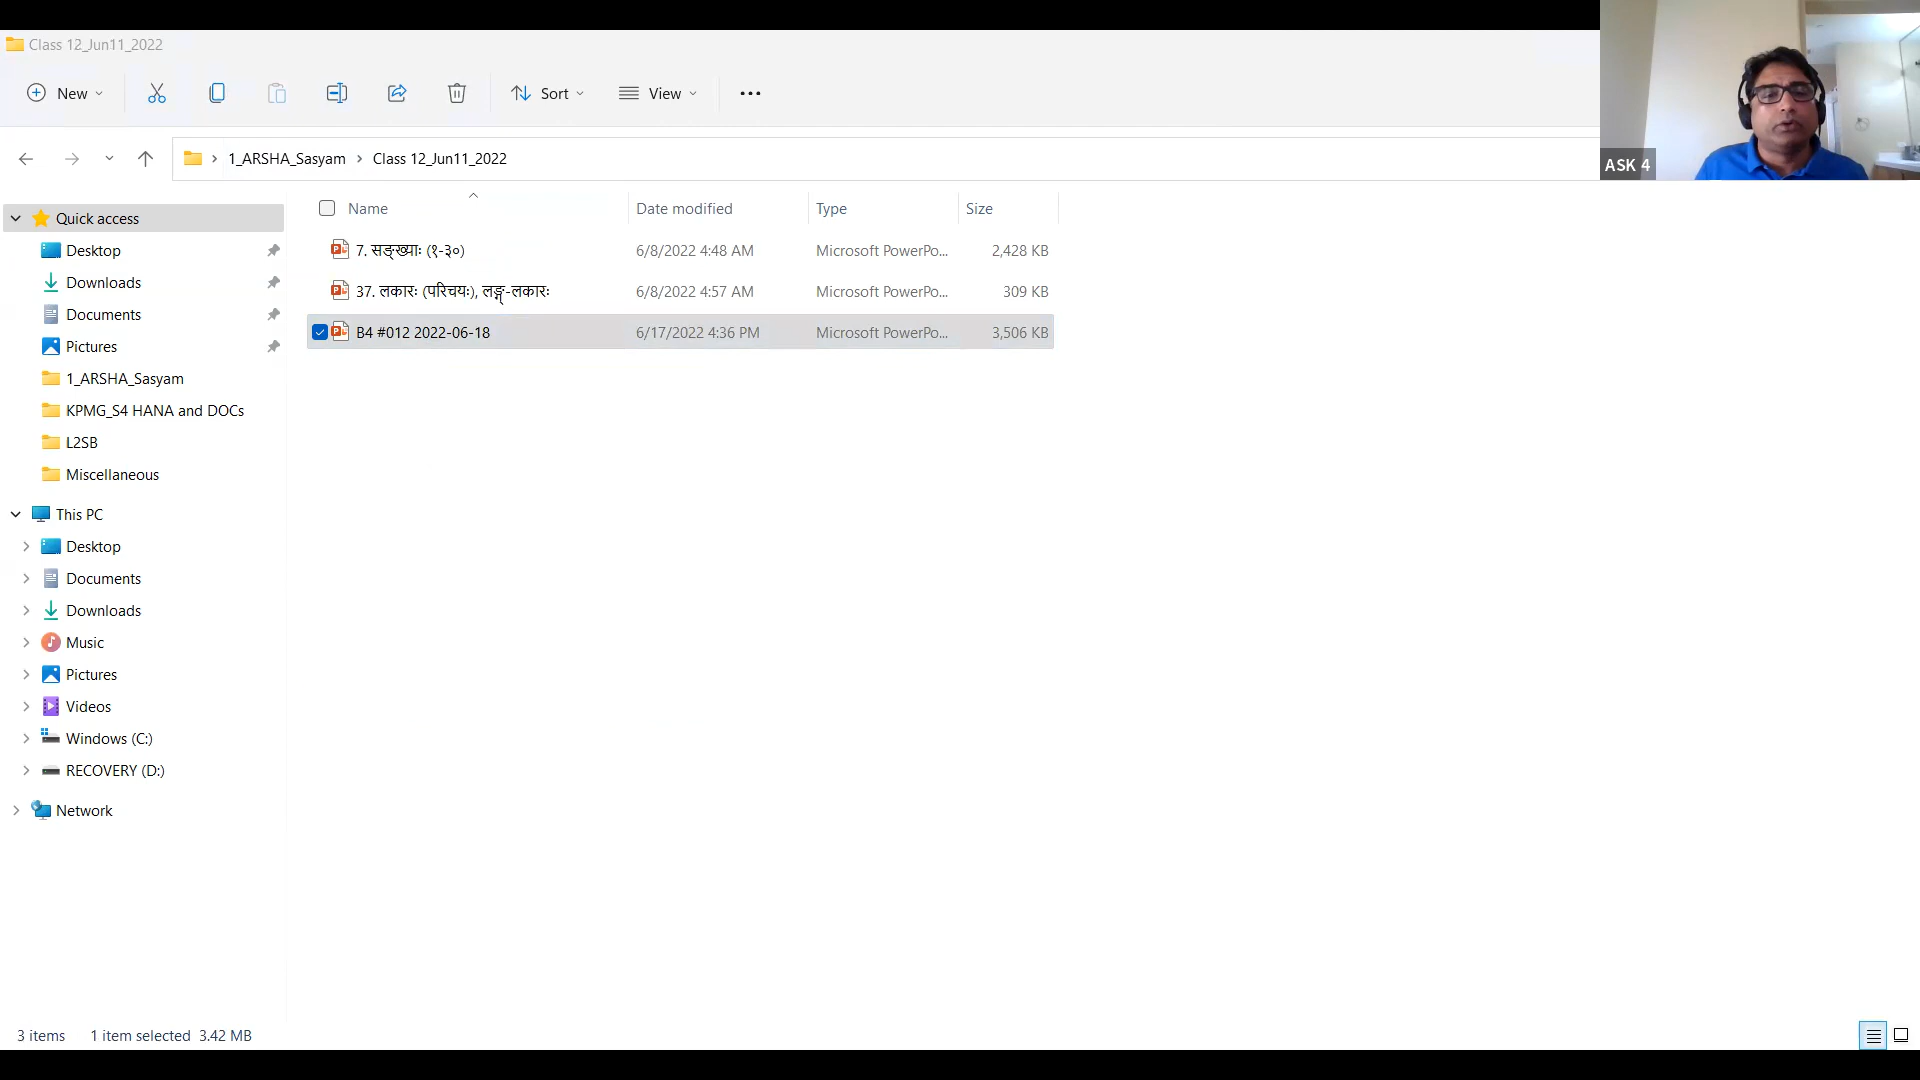 Class 12_Jun11_2022
New
Sort
View
1_ARSHA_Sasyam > Class 12_Jun11_2022
ASK 4
Name Date modified Type Size
7. सङ्ख्याः (१-३०) 6/8/2022 4:48 AM Microsoft PowerPo... 2,428 KB
37. लकारः (परिचयः), लङ्ग्-लकारः 6/8/2022 4:57 AM Microsoft PowerPo... 309 KB
B4 #012 2022-06-18 6/17/2022 4:36 PM Microsoft PowerPo... 3,506 KB
Quick access
Desktop
Downloads
Documents
Pictures
1_ARSHA_Sasyam
KPMG_S4 HANA and DOCs
L2SB
Miscellaneous
This PC
Desktop
Documents
Downloads
Music
Pictures
Videos
Windows (C:)
RECOVERY (D:)
Network
3 items 1 item selected 3.42 MB